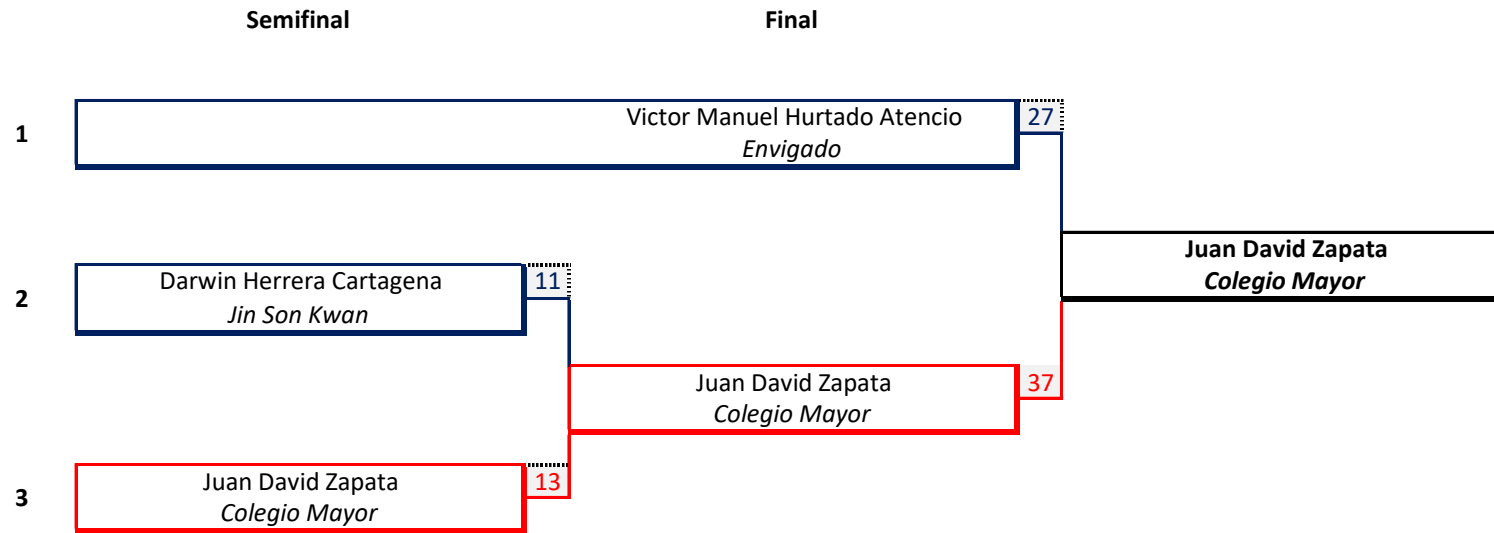 Semifinal Final
1
Victor Manuel Hurtado Atencio
Envigado
27
2
Darwin Herrera Cartagena
Jin Son Kwan
11
Juan David Zapata
Colegio Mayor
Juan David Zapata
Colegio Mayor
37
3
Juan David Zapata
Colegio Mayor
13